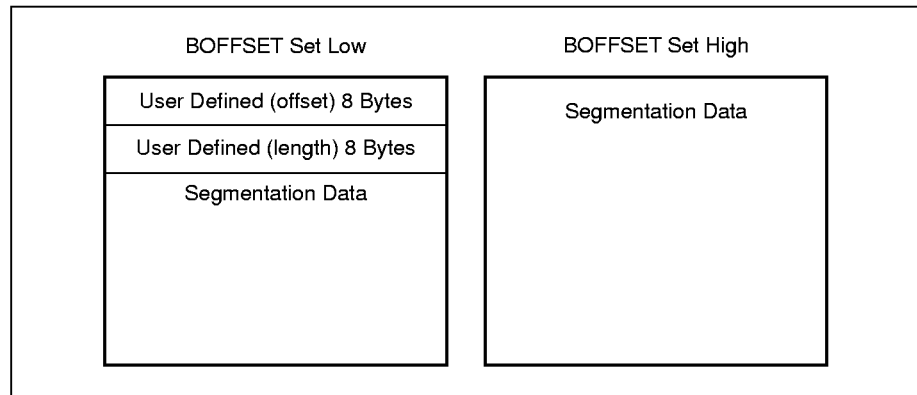 BOFFSET Set Low
User Defined (offset) 8 Bytes
User Defined (length) 8 Bytes
Segmentation Data
BOFFSET Set High
Segmentation Data